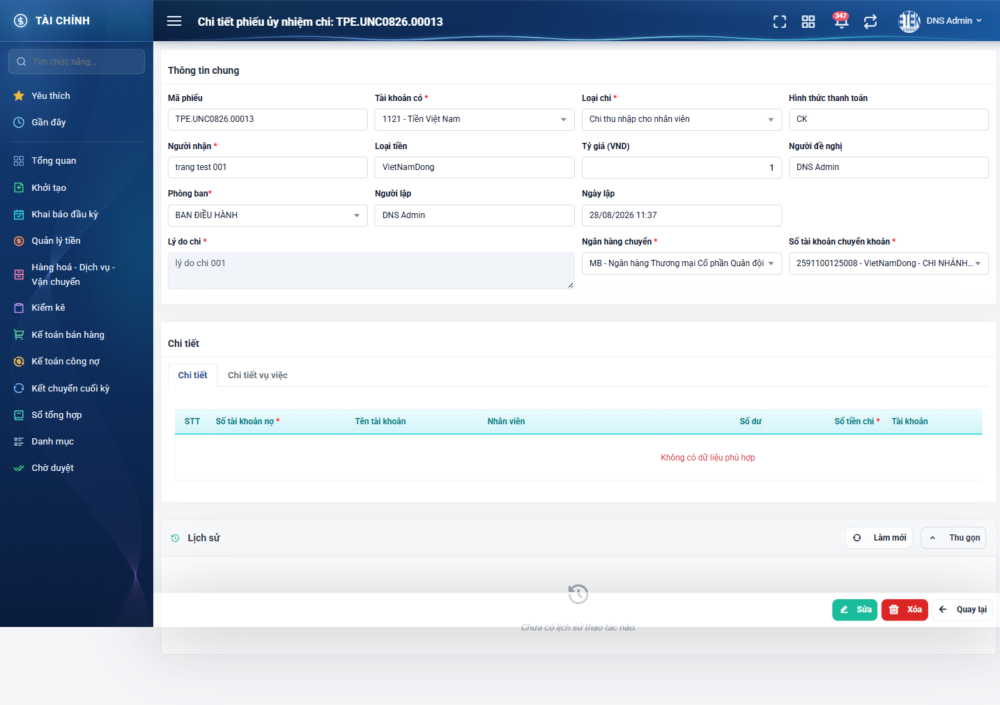 TÀI CHÍNH
Chi tiết phiếu ủy nhiệm chi: TPE.UNC0826.00013
347
DNS Admin
Tìm chức năng...
Yêu thích
Gần đây
Tổng quan
Khởi tạo
Khai báo đầu kỳ
Quản lý tiền
Hàng hoá - Dịch vụ -
Vận chuyển
Kiểm kê
Kế toán bán hàng
Kế toán công nợ
Kết chuyển cuối kỳ
Sổ tổng hợp
Danh mục
Chờ duyệt
Thông tin chung
Mã phiếu
Tài khoản có *
Loại chi *
Hình thức thanh toán
TPE.UNC0826.00013
1121 - Tiền Việt Nam
Chi thu nhập cho nhân viên
CK
Người nhận *
Loại tiền
Tỷ giá (VND)
Người đề nghị
trang test 001
VietNamDong
1
DNS Admin
Phòng ban*
Người lập
Ngày lập
BAN ĐIỀU HÀNH
DNS Admin
28/08/2026 11:37
Lý do chi *
Ngân hàng chuyển *
Số tài khoản chuyển khoản *
lý do chi 001
MB - Ngân hàng Thương mại Cổ phần Quân đội
2591100125008 - VietNamDong - CHI NHÁNH...
Chi tiết
Chi tiết
Chi tiết vụ việc
STT
Số tài khoản nợ *
Tên tài khoản
Nhân viên
Số dư
Số tiền chi *
Tài khoản
Không có dữ liệu phù hợp
Lịch sử
Làm mới
Thu gọn
Sửa
Xóa
Quay lại
Chưa có lịch sử thao tác nào.